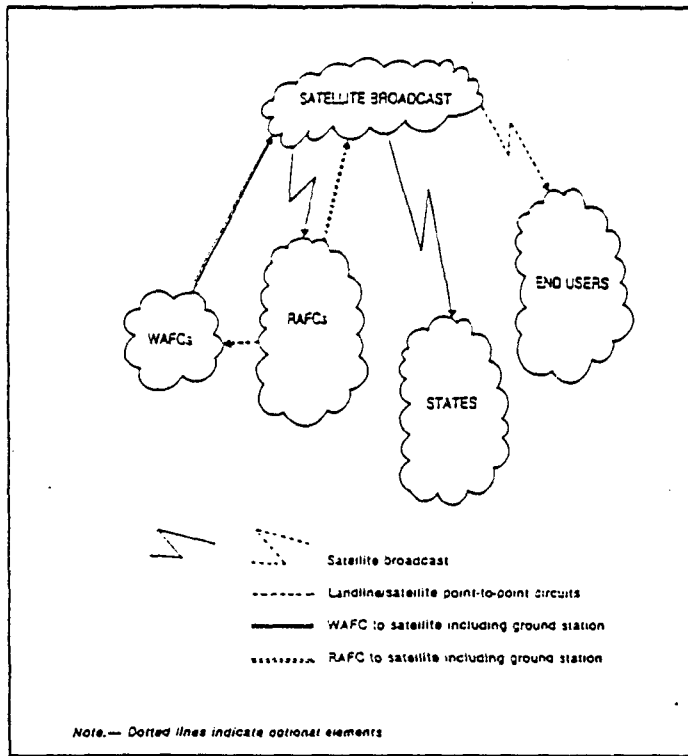 SATELLITE BROADCAST
END USERS
RAFCs
WAFCs
STATES
Satellite broadcast
Landline/satellite point-to-point circuits
WAFC to satellite including ground station
RAFC to satellite including ground station
Note.— Dotted lines indicate optional elements